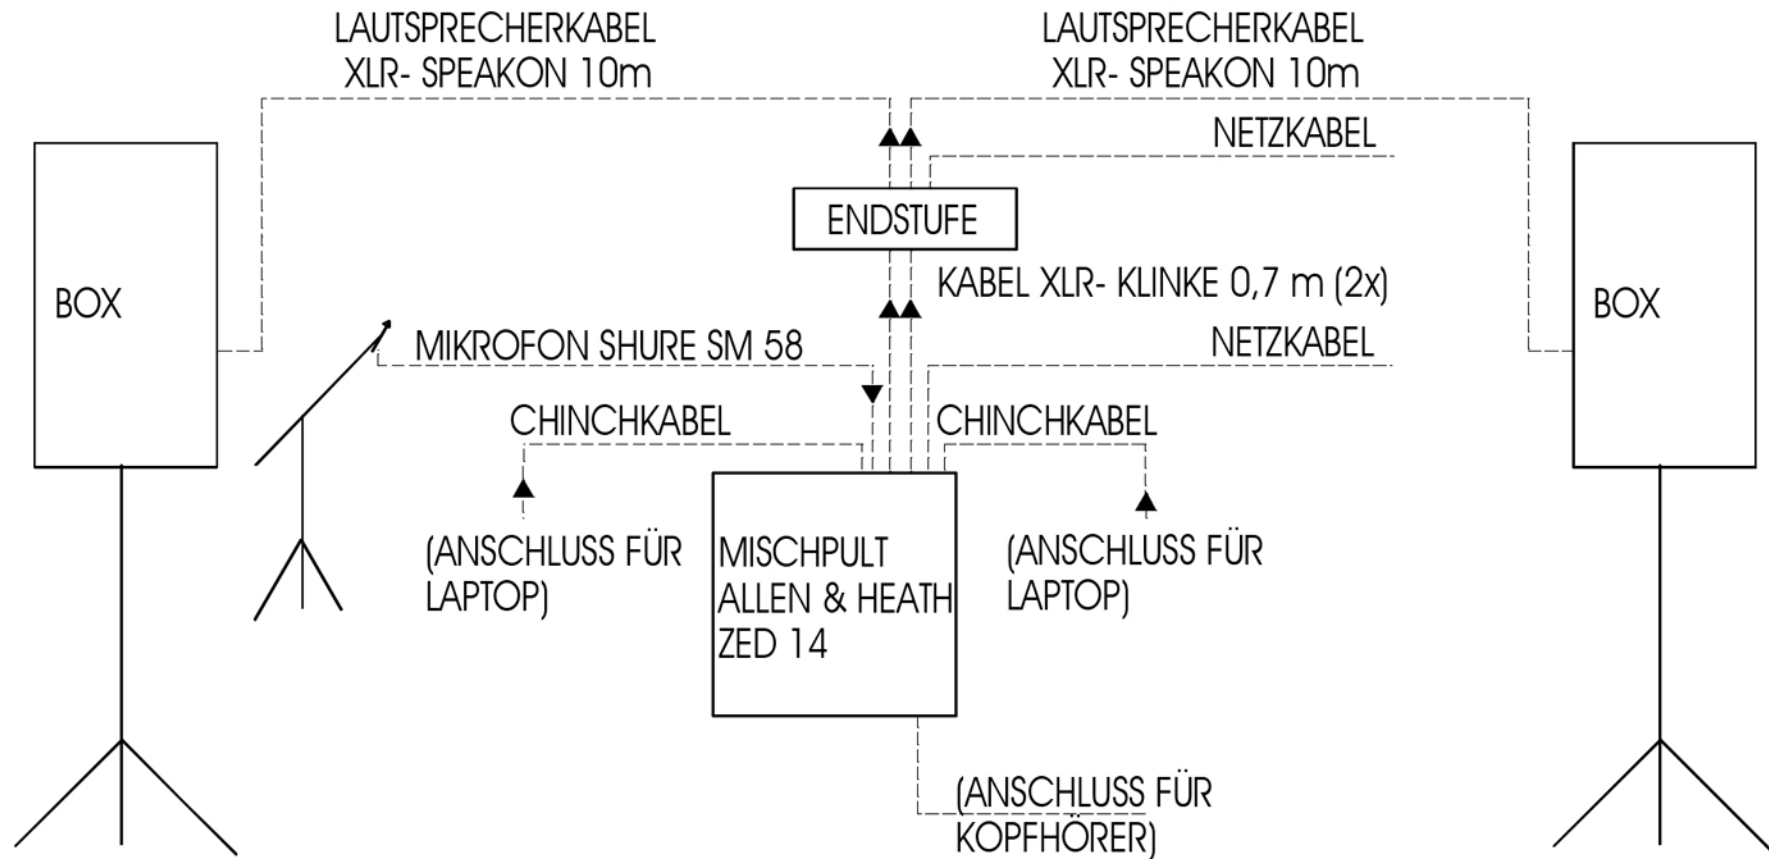 LAUTSPRECHERKABEL
XLR- SPEAKON 10m
LAUTSPRECHERKABEL
XLR- SPEAKON 10m
NETZKABEL
ENDSTUFE
KABEL XLR- KLINKE 0,7 m (2x)
BOX
BOX
MIKROFON SHURE SM 58
NETZKABEL
CHINCHKABEL
CHINCHKABEL
(ANSCHLUSS FÜR
LAPTOP)
MISCHPULT
ALLEN & HEATH
ZED 14
(ANSCHLUSS FÜR
LAPTOP)
(ANSCHLUSS FÜR
KOPFHÖRER)